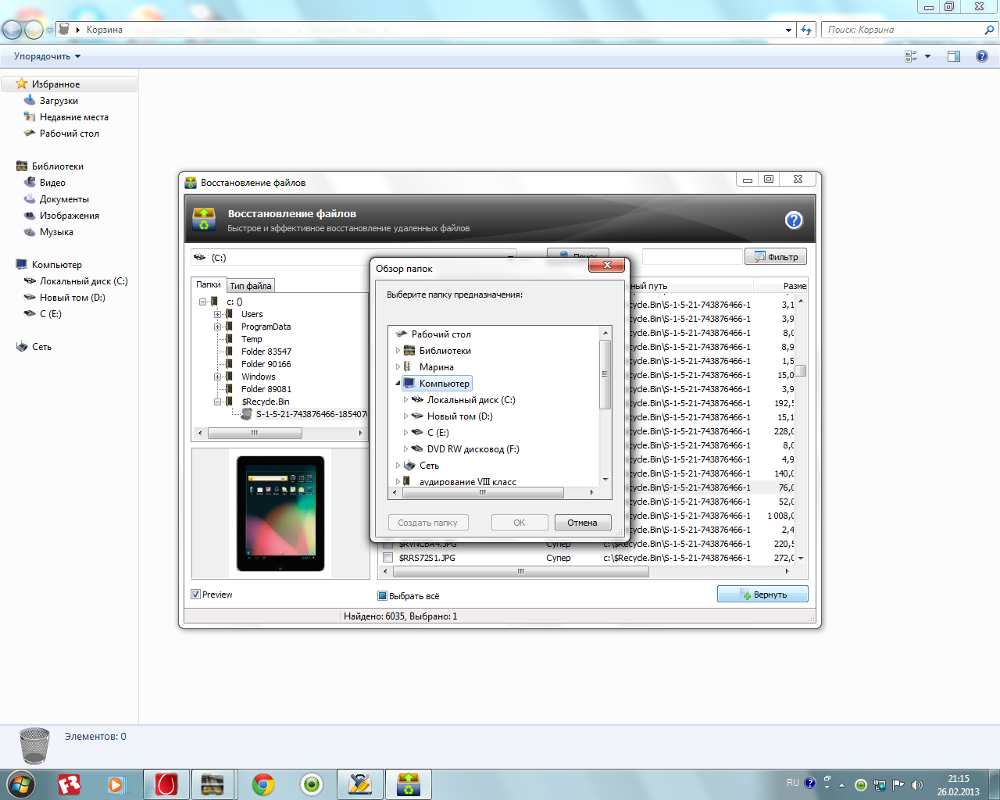 Корзина
Поиск: Корзина
Упорядочить
Избранное
Загрузки
Недавние места
Рабочий стол
Библиотеки
Видео
Документы
Изображения
Музыка
Компьютер
Локальный диск (C:)
Новый том (D:)
C (E:)
Сеть
Восстановление файлов
Восстановление файлов
Быстрое и эффективное восстановление удаленных файлов
(C:)
Поиск
Фильтр
Папки
Тип файла
c: ()
Users
ProgramData
Temp
Folder 83547
Folder 90166
Windows
Folder 89081
$Recycle.Bin
S-1-5-21-743876466-185407
Обзор папок
Выберите папку предназначения:
Рабочий стол
Библиотеки
Марина
Компьютер
Локальный диск (C:)
Новый том (D:)
C (E:)
DVD RW дисковод (F:)
Сеть
аудирование VIII класс
Создать папку
ОК
Отмена
ный путь
Разме
ycle.Bin\S-1-5-21-743876466-1 3,1
ycle.Bin\S-1-5-21-743876466-1 3,9
ycle.Bin\S-1-5-21-743876466-1 8,0
ycle.Bin\S-1-5-21-743876466-1 8,9
ycle.Bin\S-1-5-21-743876466-1 1,5
ycle.Bin\S-1-5-21-743876466-1 15,0
ycle.Bin\S-1-5-21-743876466-1 3,9
ycle.Bin\S-1-5-21-743876466-1 192,5
ycle.Bin\S-1-5-21-743876466-1 15,1
ycle.Bin\S-1-5-21-743876466-1 228,0
ycle.Bin\S-1-5-21-743876466-1 8,0
ycle.Bin\S-1-5-21-743876466-1 4,9
ycle.Bin\S-1-5-21-743876466-1 140,0
ycle.Bin\S-1-5-21-743876466-1 76,0
ycle.Bin\S-1-5-21-743876466-1 52,0
ycle.Bin\S-1-5-21-743876466-1 1 008,0
ycle.Bin\S-1-5-21-743876466-1 2,4
$RVNCBA4.JPG Супер c:\$Recycle.Bin\S-1-5-21-743876466-1 220,5
$RRS72S1.JPG Супер c:\$Recycle.Bin\S-1-5-21-743876466-1 272,0
Preview
Выбрать всё
Вернуть
Найдено: 6035, Выбрано: 1
Элементов: 0
RU
21:15
26.02.2013